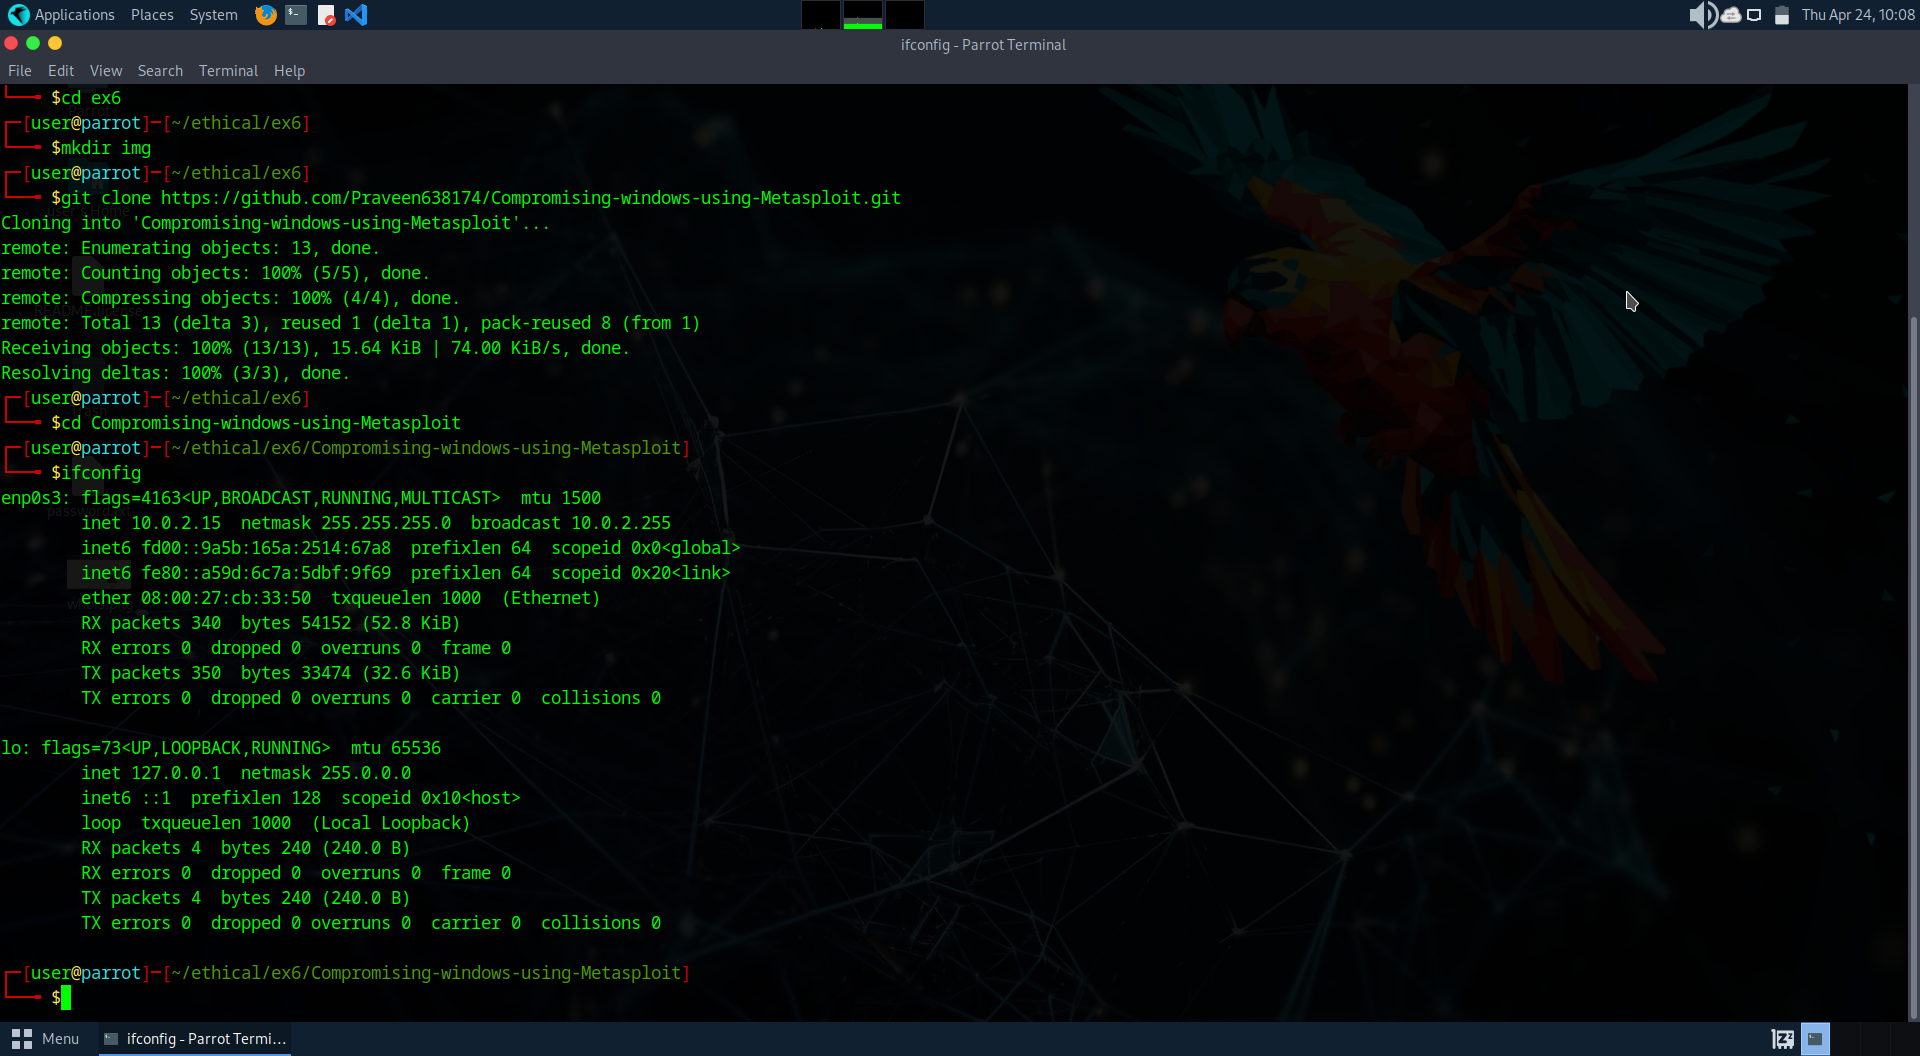 Applications Places System Thu Apr 24, 10:08
ifconfig - Parrot Terminal
File Edit View Search Terminal Help
$cd ex6
[user@parrot]─[~/ethical/ex6]
$mkdir img
[user@parrot]─[~/ethical/ex6]
$git clone https://github.com/Praveen638174/Compromising-windows-using-Metasploit.git
Cloning into 'Compromising-windows-using-Metasploit'...
remote: Enumerating objects: 13, done.
remote: Counting objects: 100% (5/5), done.
remote: Compressing objects: 100% (4/4), done.
remote: Total 13 (delta 3), reused 1 (delta 1), pack-reused 8 (from 1)
Receiving objects: 100% (13/13), 15.64 KiB | 74.00 KiB/s, done.
Resolving deltas: 100% (3/3), done.
[user@parrot]─[~/ethical/ex6]
$cd Compromising-windows-using-Metasploit
[user@parrot]─[~/ethical/ex6/Compromising-windows-using-Metasploit]
$ifconfig
enp0s3: flags=4163<UP,BROADCAST,RUNNING,MULTICAST>  mtu 1500
inet 10.0.2.15  netmask 255.255.255.0  broadcast 10.0.2.255
inet6 fd00::9a5b:165a:2514:67a8  prefixlen 64  scopeid 0x0<global>
inet6 fe80::a59d:6c7a:5dbf:9f69  prefixlen 64  scopeid 0x20<link>
ether 08:00:27:cb:33:50  txqueuelen 1000  (Ethernet)
RX packets 340  bytes 54152 (52.8 KiB)
RX errors 0  dropped 0  overruns 0  frame 0
TX packets 350  bytes 33474 (32.6 KiB)
TX errors 0  dropped 0 overruns 0  carrier 0  collisions 0
lo: flags=73<UP,LOOPBACK,RUNNING>  mtu 65536
inet 127.0.0.1  netmask 255.0.0.0
inet6 ::1  prefixlen 128  scopeid 0x10<host>
loop  txqueuelen 1000  (Local Loopback)
RX packets 4  bytes 240 (240.0 B)
RX errors 0  dropped 0  overruns 0  frame 0
TX packets 4  bytes 240 (240.0 B)
TX errors 0  dropped 0 overruns 0  carrier 0  collisions 0
[user@parrot]─[~/ethical/ex6/Compromising-windows-using-Metasploit]
$
Menu ifconfig - Parrot Termi...